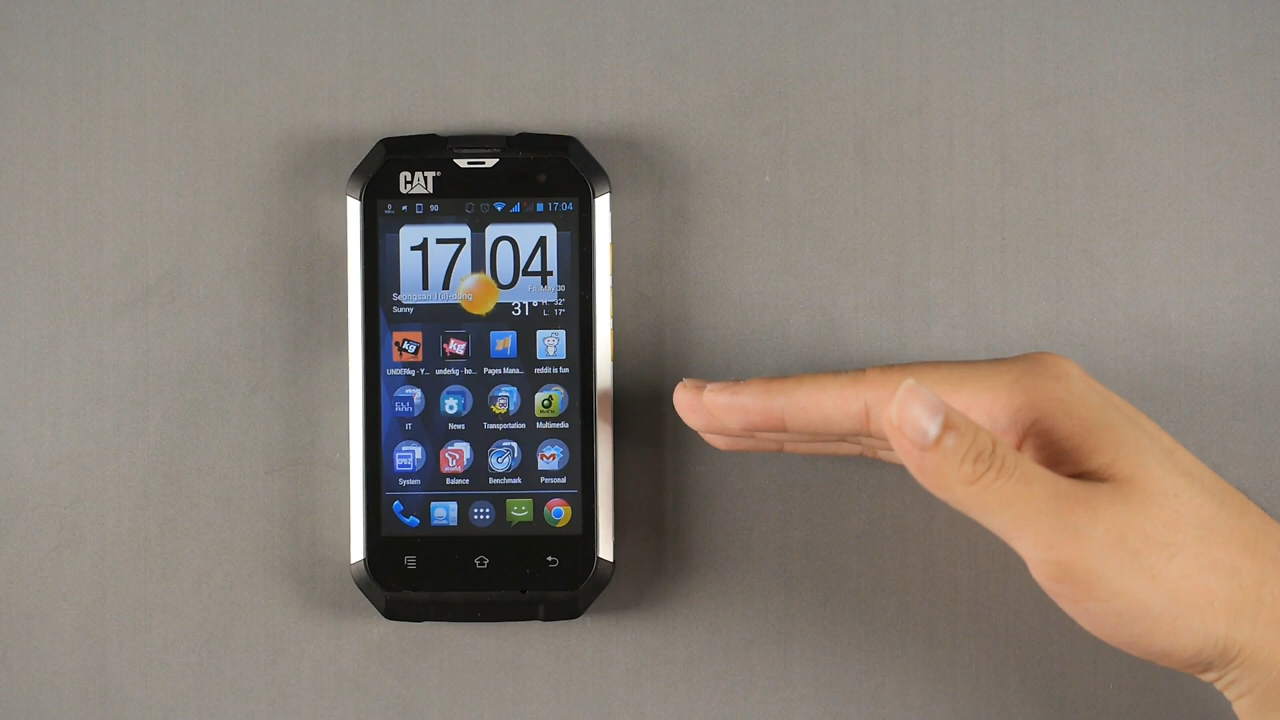 CAT®
90 17:04
17 04
Seongsan 1(il)-dong Fri, May 30
Sunny 31° H: 32°
L: 17°
UNDERkg - Y... underkg - ho... Pages Mana... reddit is fun
IT News Transportation Multimedia
System Balance Benchmark Personal